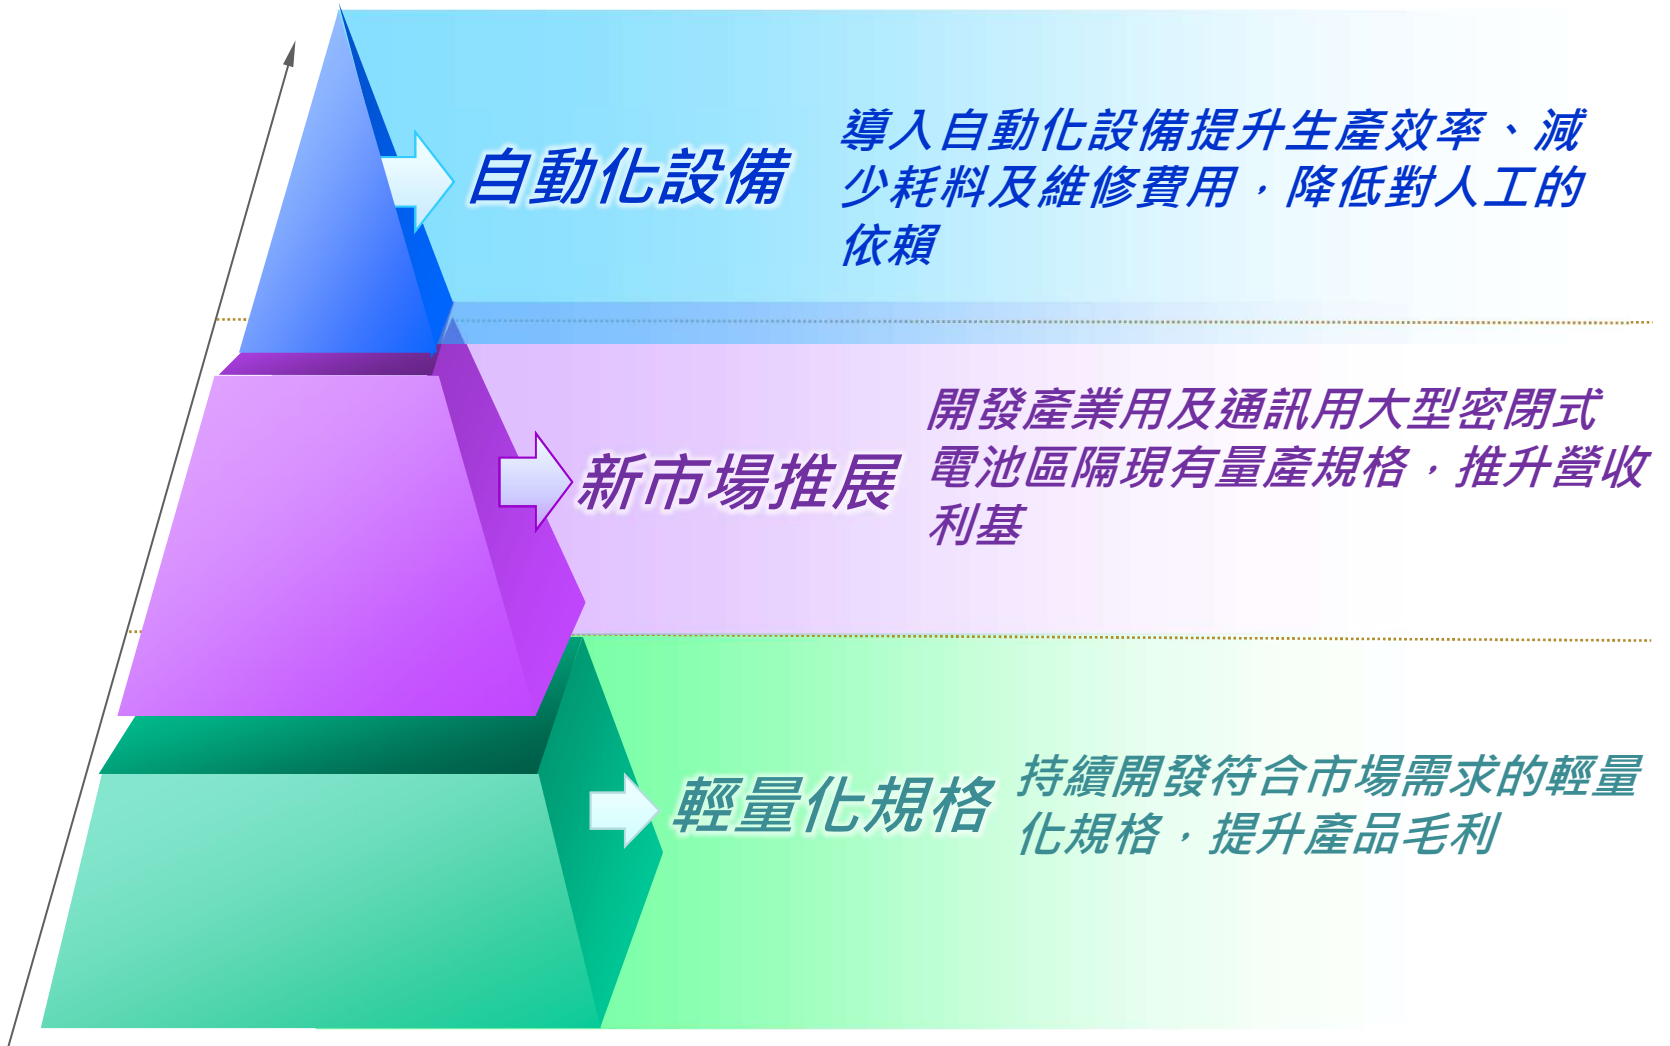 自動化設備
導入自動化設備提升生產效率、減
少耗料及維修費用，降低對人工的
依賴
新市場推展
開發產業用及通訊用大型密閉式
電池區隔現有量產規格，推升營收
利基
輕量化規格
持續開發符合市場需求的輕量
化規格，提升產品毛利